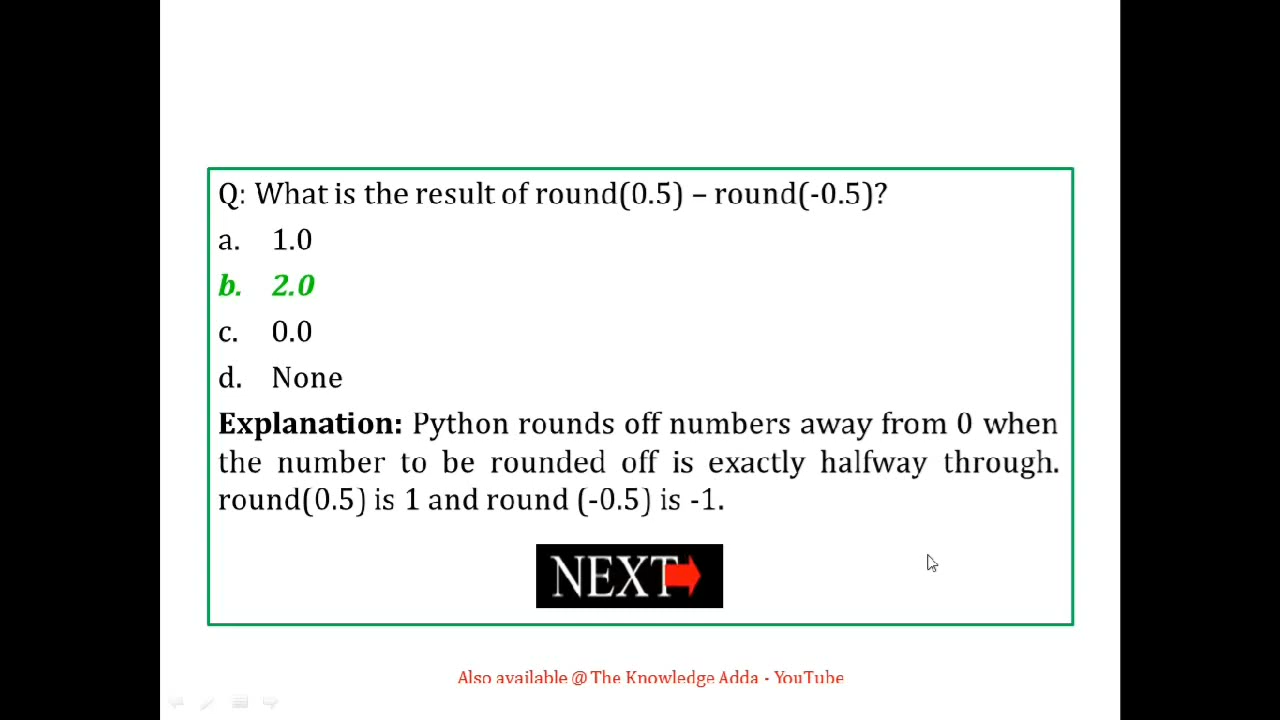 Q: What is the result of round(0.5) – round(-0.5)?
a. 1.0
b. 2.0
c. 0.0
d. None
Explanation: Python rounds off numbers away from 0 when
the number to be rounded off is exactly halfway through.
round(0.5) is 1 and round (-0.5) is -1.
NEXT
Also available @ The Knowledge Adda - YouTube